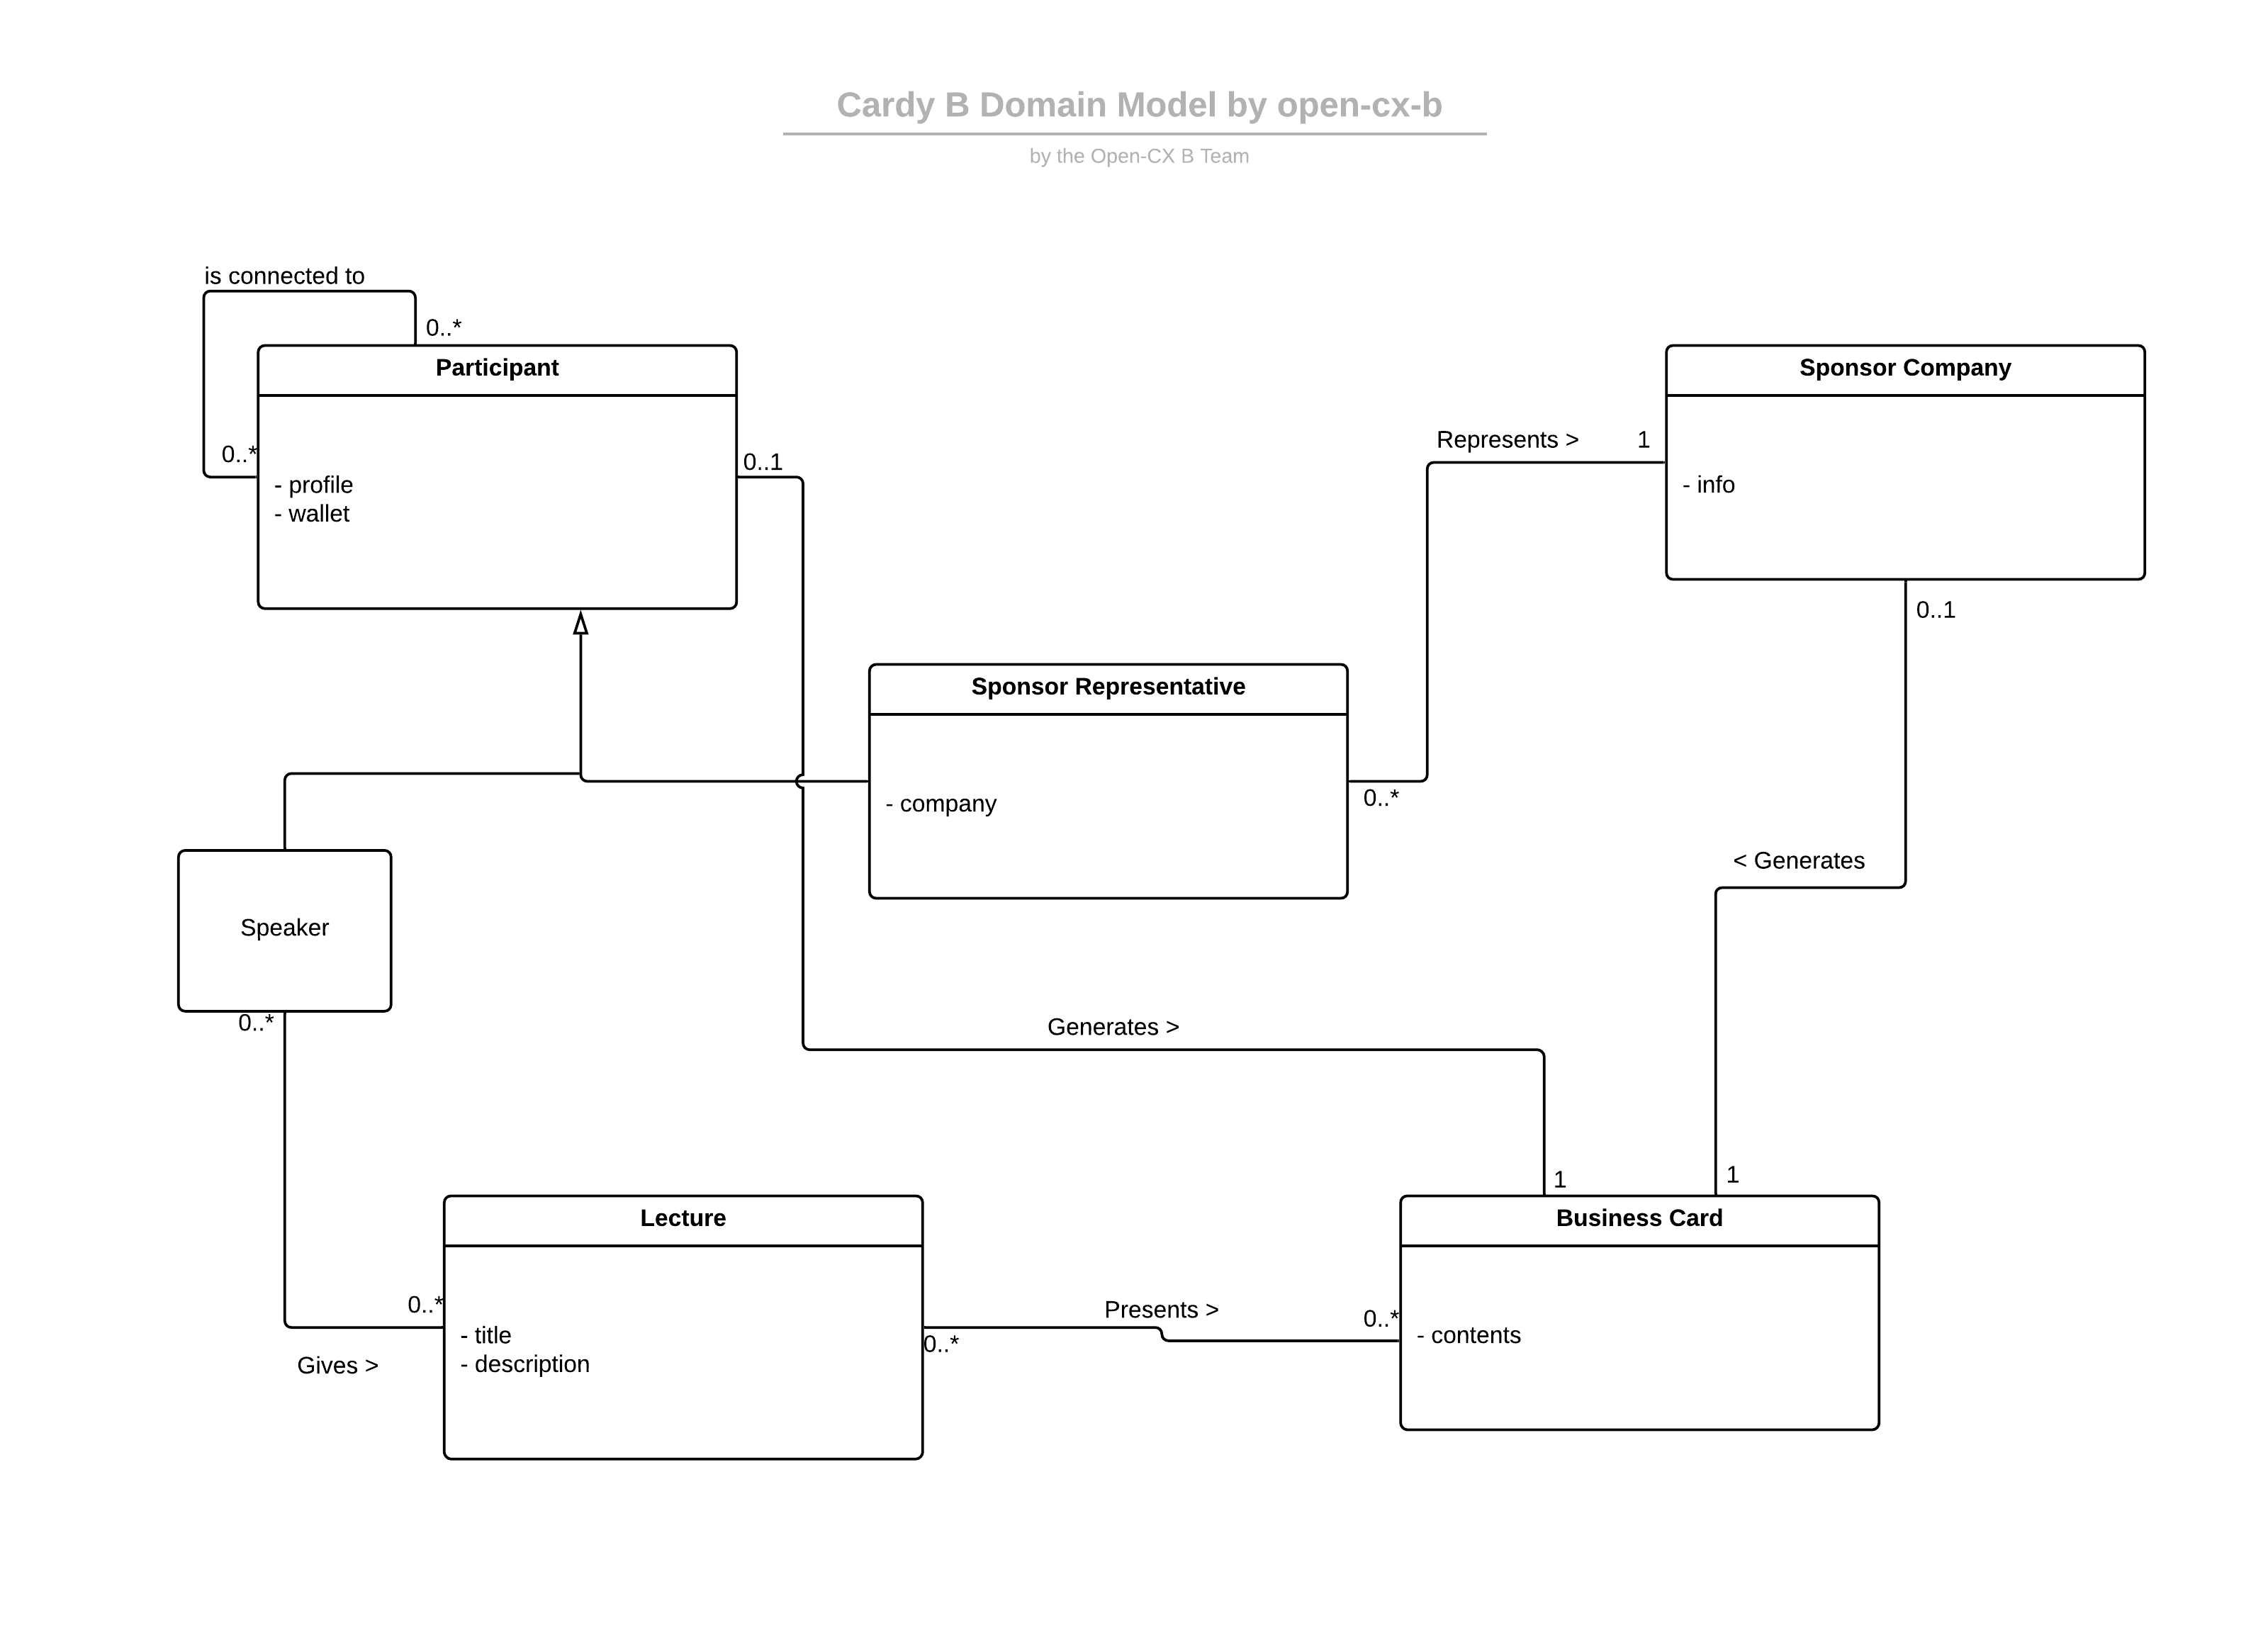 Cardy B Domain Model by open-cx-b
by the Open-CX B Team
is connected to
0..*
Participant
0..*
- profile
- wallet
0..1
Sponsor Company
Represents >
1
- info
0..1
Sponsor Representative
- company
0..*
< Generates
Speaker
0..*
Generates >
1
1
Lecture
0..*
- title
- description
Gives >
Presents >
0..*
0..*
Business Card
- contents